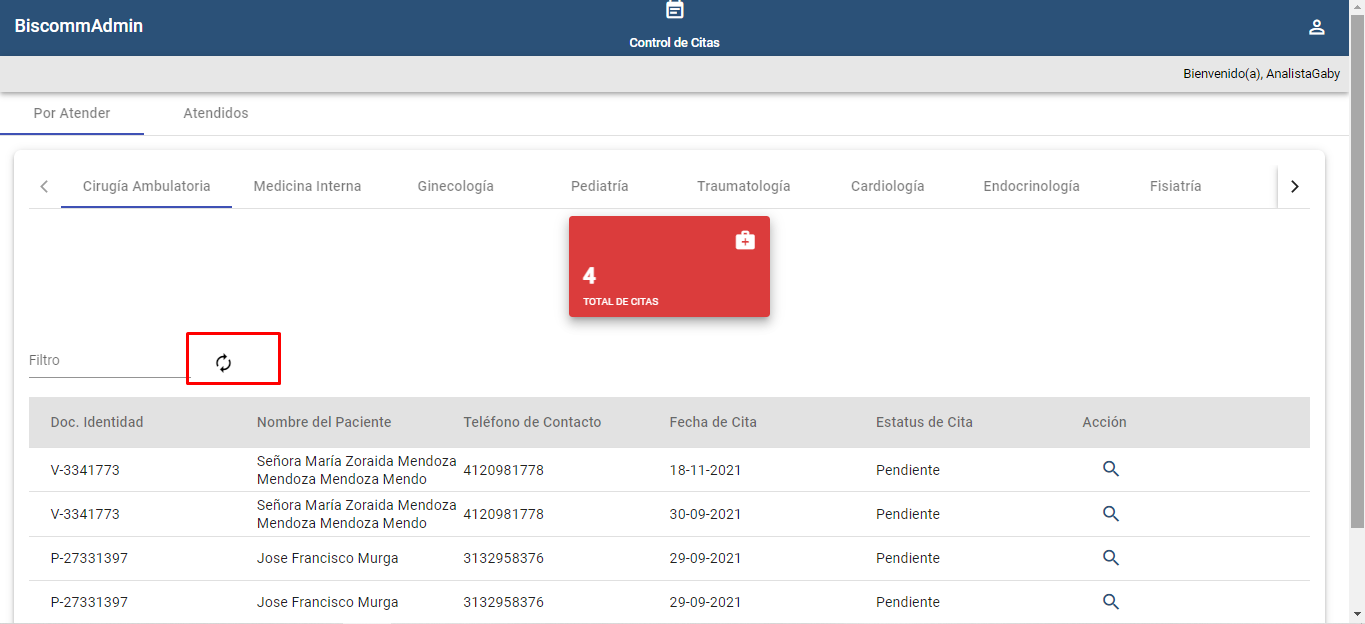 BiscommAdmin
Control de Citas
Bienvenido(a), AnalistaGaby
Por Atender
Atendidos
Cirugía Ambulatoria
Medicina Interna
Ginecología
Pediatría
Traumatología
Cardiología
Endocrinología
Fisiatría
4
TOTAL DE CITAS
Filtro
Doc. Identidad
Nombre del Paciente
Teléfono de Contacto
Fecha de Cita
Estatus de Cita
Acción
V-3341773
Señora María Zoraida Mendoza
Mendoza Mendoza Mendo
4120981778
18-11-2021
Pendiente
V-3341773
Señora María Zoraida Mendoza
Mendoza Mendoza Mendo
4120981778
30-09-2021
Pendiente
P-27331397
Jose Francisco Murga
3132958376
29-09-2021
Pendiente
P-27331397
Jose Francisco Murga
3132958376
29-09-2021
Pendiente